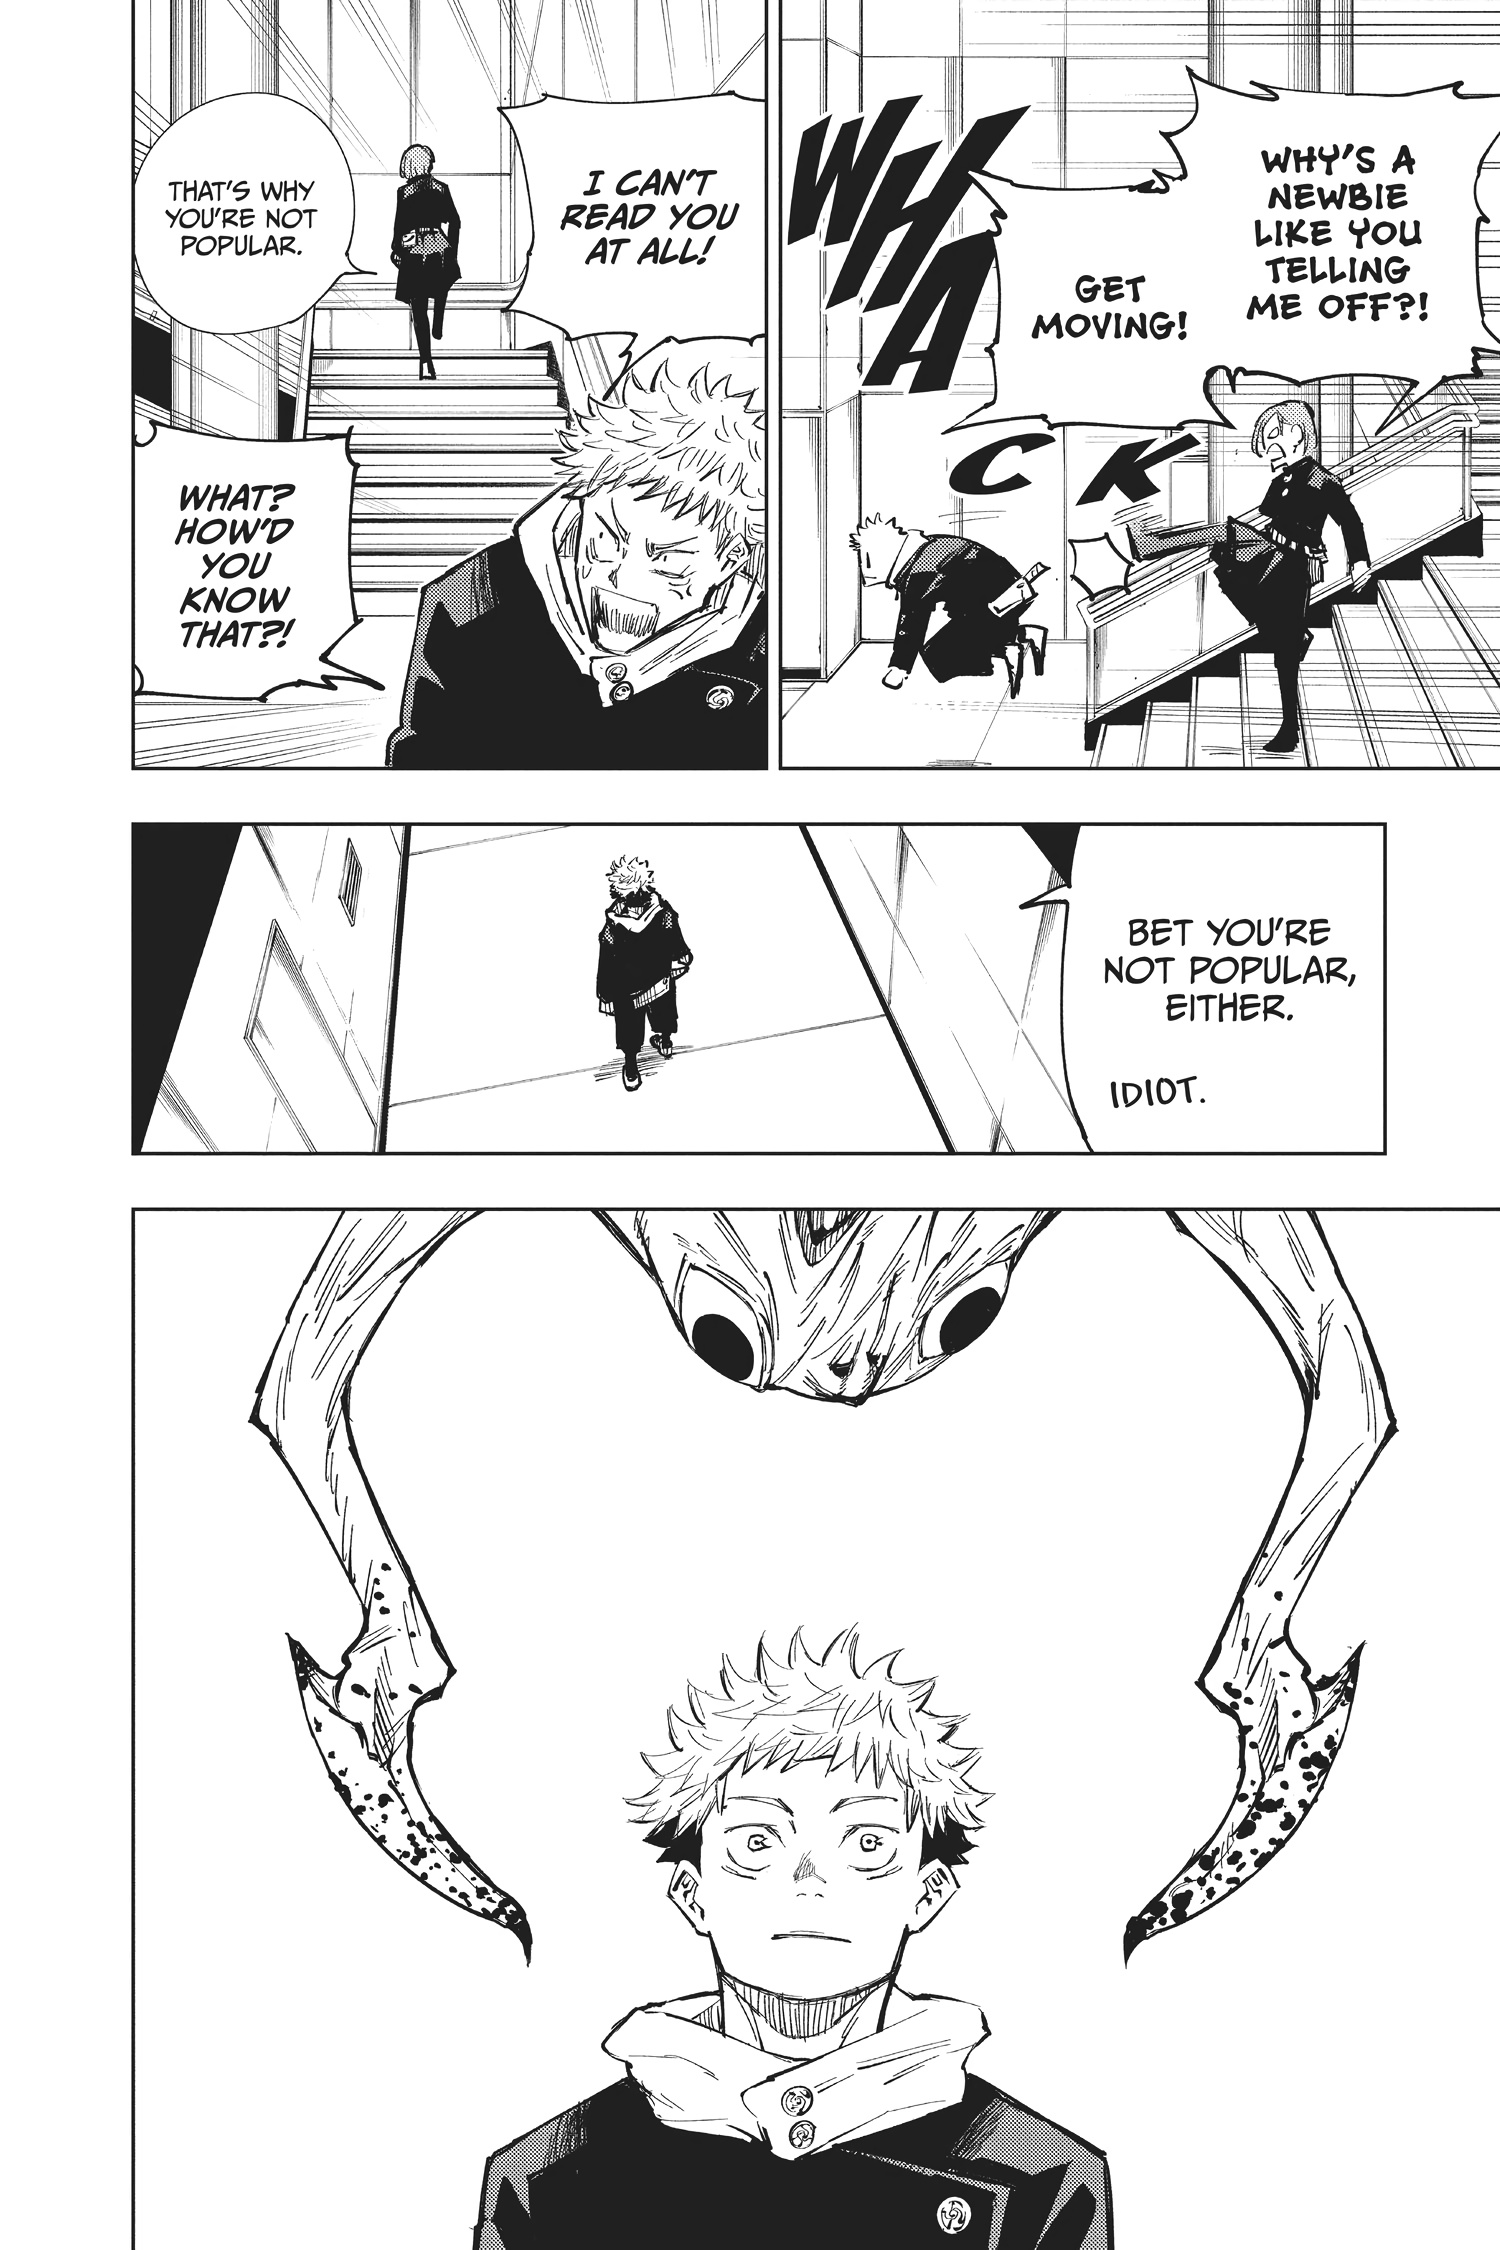 WHY'S A
NEWBIE
LIKE YOU
TELLING
ME OFF?!
GET
MOVING!
WHA
CK
I CAN'T
READ YOU
AT ALL!
THAT'S WHY
YOU'RE NOT
POPULAR.
WHAT?
HOW'D
YOU
KNOW
THAT?!
BET YOU'RE
NOT POPULAR,
EITHER.
IDIOT.